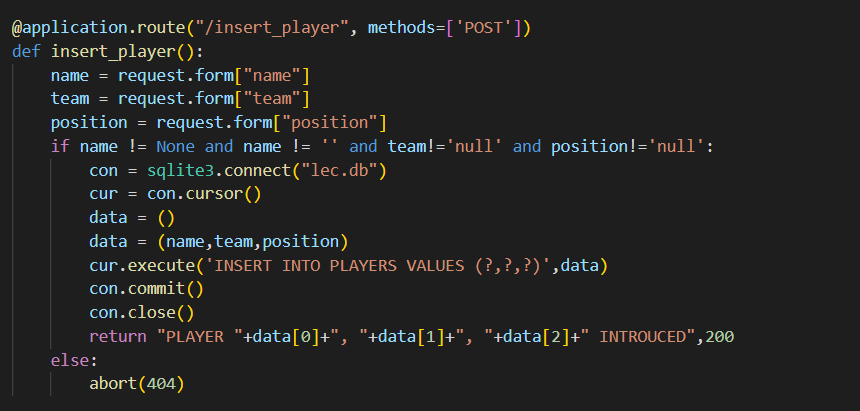 @application.route("/insert_player", methods=['POST'])
def insert_player():
    name = request.form["name"]
    team = request.form["team"]
    position = request.form["position"]
    if name != None and name != '' and team!='null' and position!='null':
        con = sqlite3.connect("lec.db")
        cur = con.cursor()
        data = ()
        data = (name,team,position)
        cur.execute('INSERT INTO PLAYERS VALUES (?,?,?)',data)
        con.commit()
        con.close()
        return "PLAYER "+data[0]+", "+data[1]+", "+data[2]+" INTROUCED",200
    else:
        abort(404)